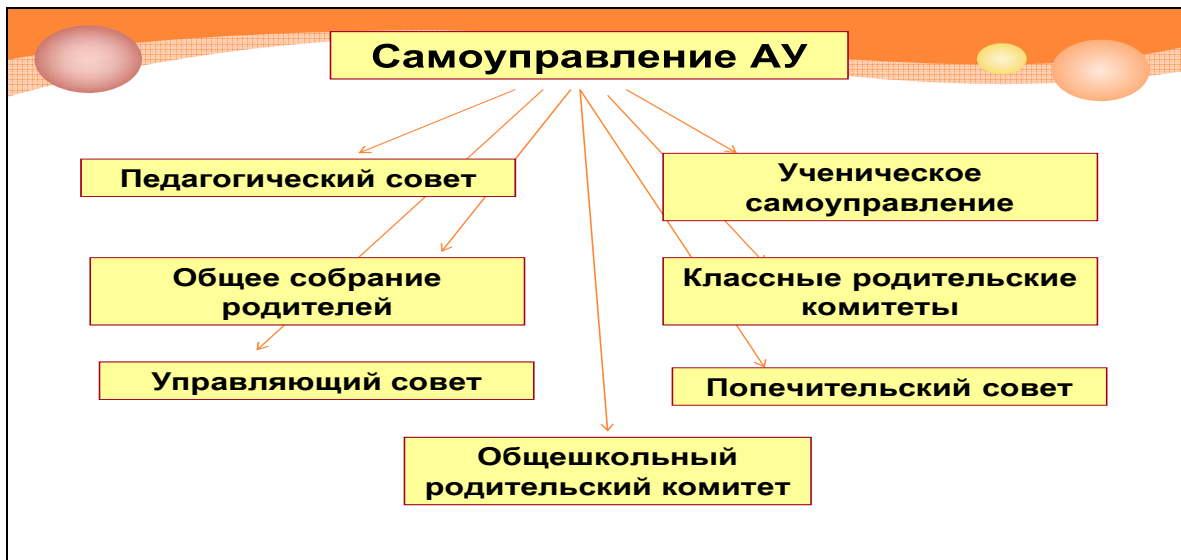 Самоуправление АУ
Педагогический совет
Ученическое
самоуправление
Общее собрание
родителей
Классные родительские
комитеты
Управляющий совет
Попечительский совет
Общешкольный
родительский комитет